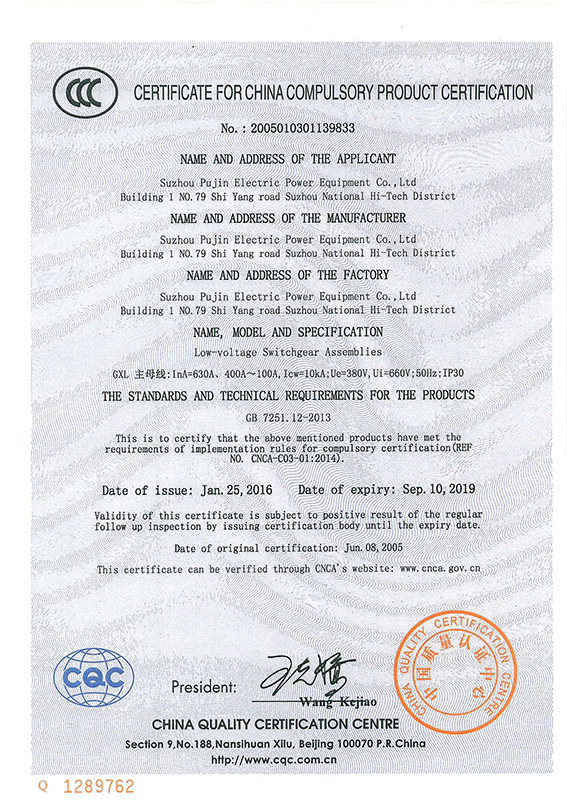 CCC
CERTIFICATE FOR CHINA COMPULSORY PRODUCT CERTIFICATION
No. : 2005010301139833
NAME AND ADDRESS OF THE APPLICANT
Suzhou Pujin Electric Power Equipment Co.,Ltd
Building 1 NO.79 Shi Yang road Suzhou National Hi-Tech District
NAME AND ADDRESS OF THE MANUFACTURER
Suzhou Pujin Electric Power Equipment Co.,Ltd
Building 1 NO.79 Shi Yang road Suzhou National Hi-Tech District
NAME AND ADDRESS OF THE FACTORY
Suzhou Pujin Electric Power Equipment Co.,Ltd
Building 1 NO.79 Shi Yang road Suzhou National Hi-Tech District
NAME, MODEL AND SPECIFICATION
Low-voltage Switchgear Assemblies
GXL 主母线:InA=630A、400A～100A,Icw=10kA;Ue=380V,Ui=660V;50Hz;IP30
THE STANDARDS AND TECHNICAL REQUIREMENTS FOR THE PRODUCTS
GB 7251.12-2013
This is to certify that the above mentioned products have met the
requirements of implementation rules for compulsory certification(REF
NO. CNCA-C03-01:2014).
Date of issue: Jan. 25, 2016 Date of expiry: Sep. 10, 2019
Validity of this certificate is subject to positive result of the regular
follow up inspection by issuing certification body until the expiry date.
Date of original certification: Jun. 08, 2005
This certificate can be verified through CNCA's website: www.cnca.gov.cn
CQC
President:
Wang Kejiao
CHINA QUALITY CERTIFICATION CENTRE
中国质量认证中心
CHINA QUALITY CERTIFICATION CENTRE
Section 9,No.188,Nansihuan Xilu, Beijing 100070 P.R.China
http://www.cqc.com.cn
Q 1289762